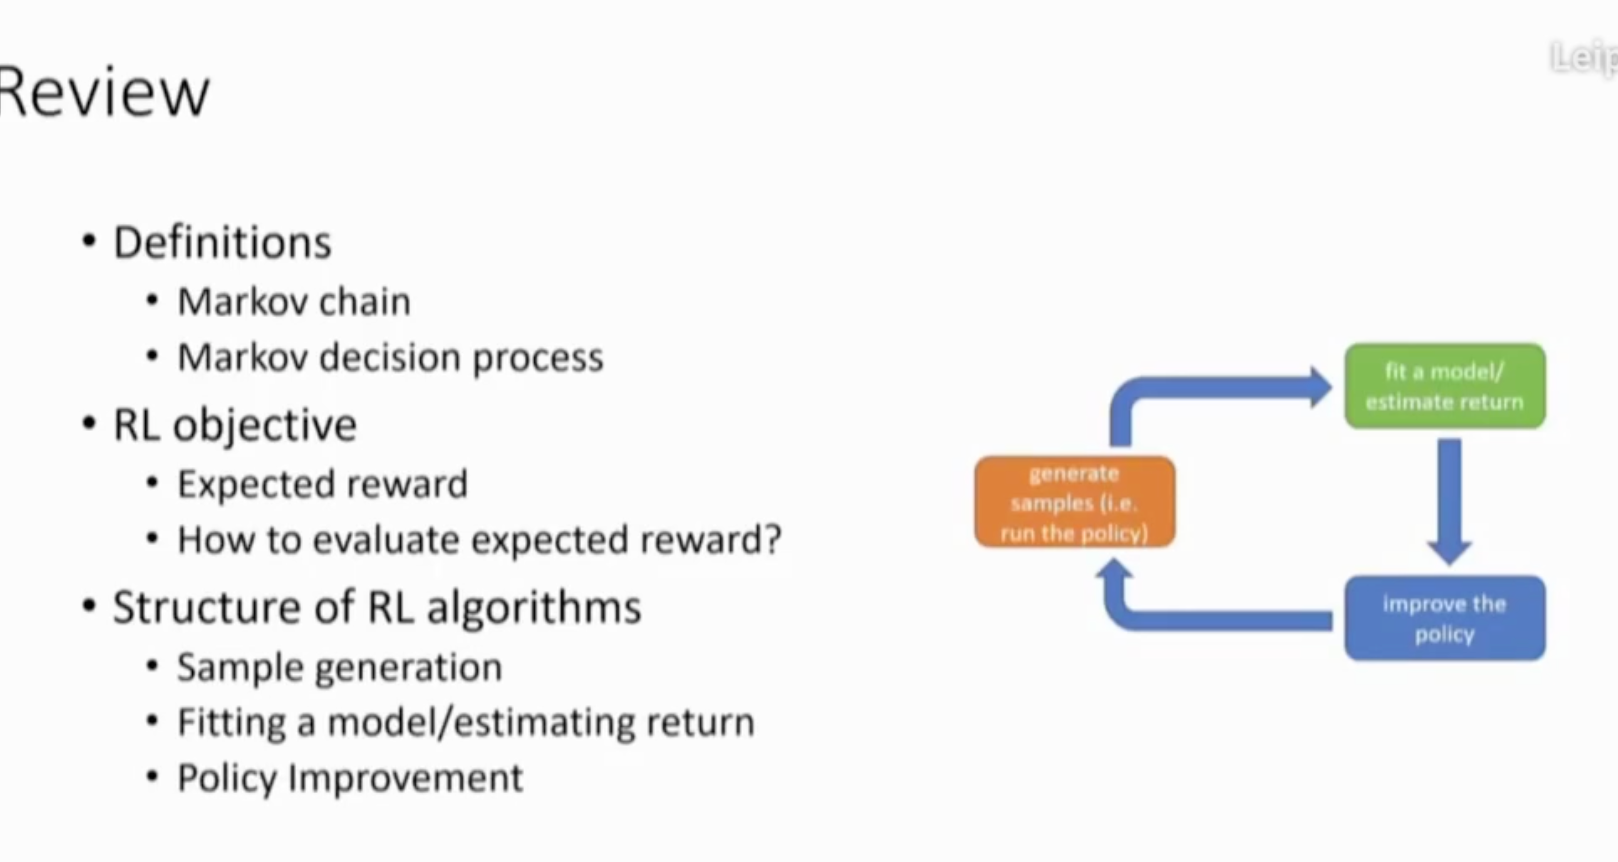 Review
• Definitions
• Markov chain
• Markov decision process
• RL objective
• Expected reward
• How to evaluate expected reward?
• Structure of RL algorithms
• Sample generation
• Fitting a model/estimating return
• Policy Improvement
generate
samples (i.e.
run the policy)
fit a model/
estimate return
improve the
policy